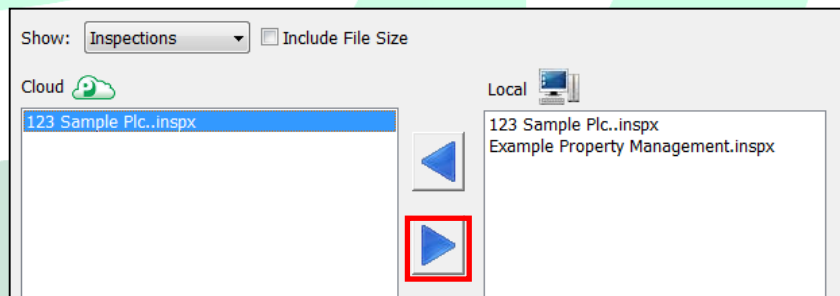 Show: Inspections Include File Size
Cloud
Local
123 Sample Plc..inspx
123 Sample Plc..inspx
Example Property Management.inspx